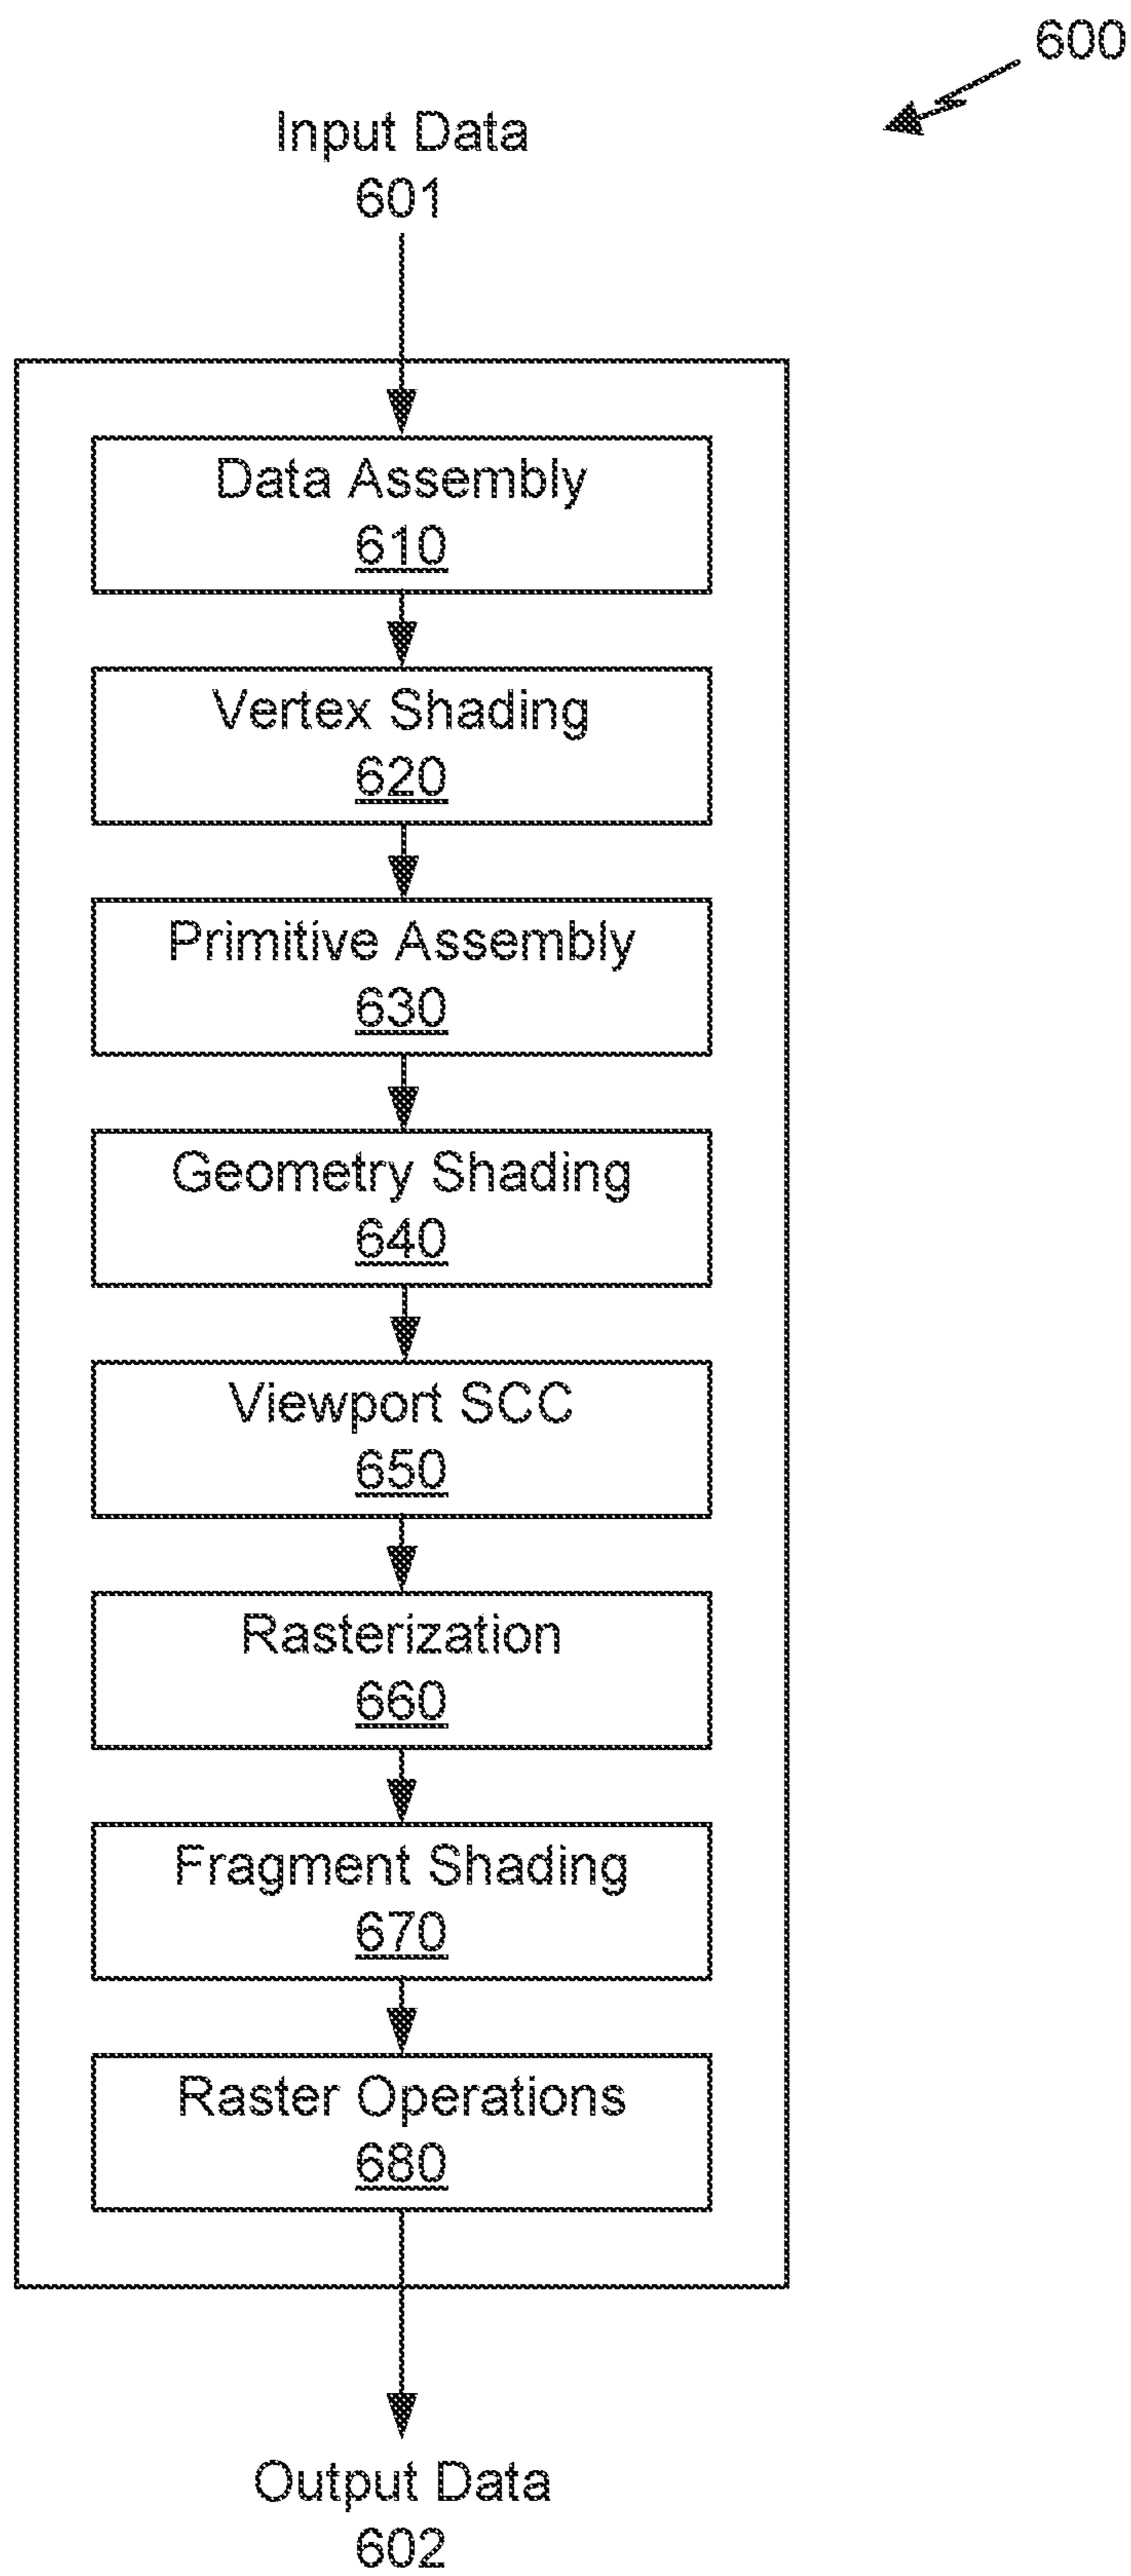 600
Input Data
601
Data Assembly
610
Vertex Shading
620
Primitive Assembly
630
Geometry Shading
640
Viewport SCC
650
Rasterization
660
Fragment Shading
670
Raster Operations
680
Output Data
602